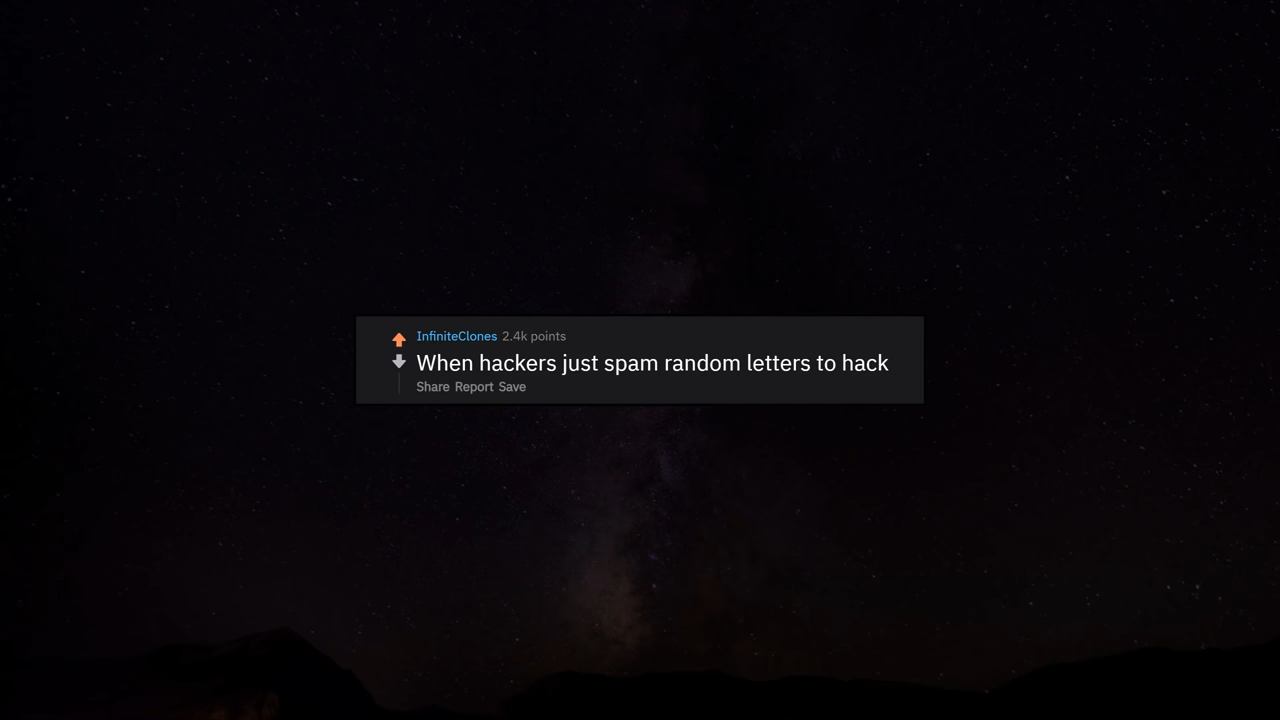 InfiniteClones 2.4k points
When hackers just spam random letters to hack
Share Report Save